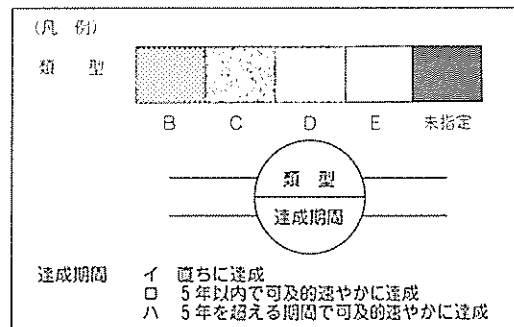 (凡 例)
類 型
B C D E 未指定
類 型
達成期間
達成期間 イ 直ちに達成
ロ 5年以内で可及的速やかに達成
ハ 5年を超える期間で可及的速やかに達成